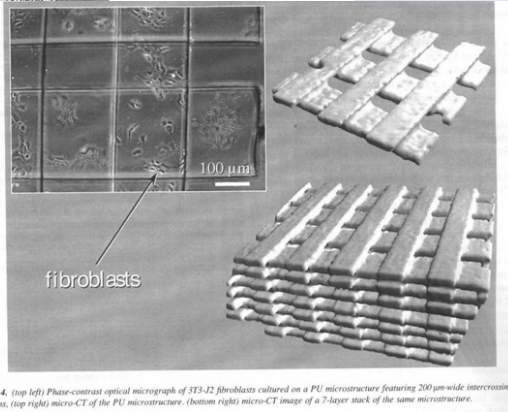 100 µm
fibroblasts
4. (top left) Phase-contrast optical micrograph of 3T3-J2 fibroblasts cultured on a PU microstructure featuring 200 µm-wide intercrossin
ns, (top right) micro-CT of the PU microstructure. (bottom right) micro-CT image of a 7-layer stack of the same microstructure.